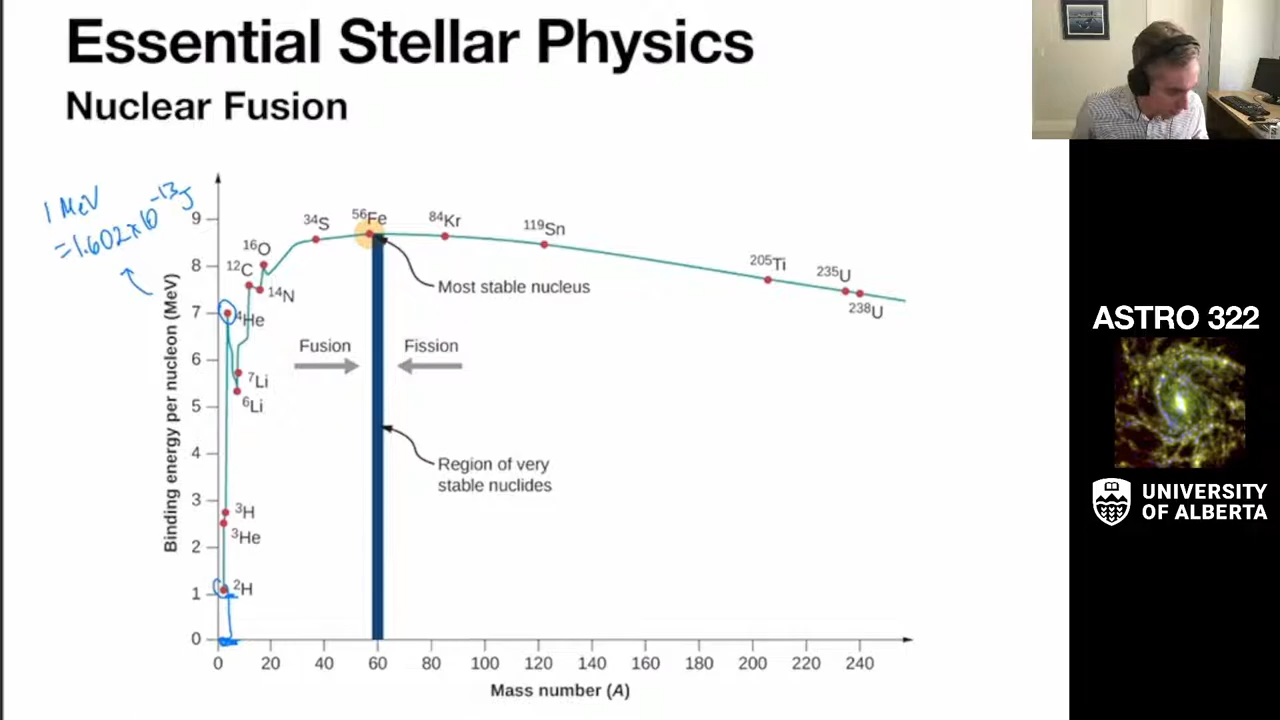 Essential Stellar Physics
Nuclear Fusion
1 MeV
=1.602×10⁻¹³J
Binding energy per nucleon (MeV)
9
8
7
6
5
4
3
2
1
0
³⁴S
⁵⁶Fe
⁸⁴Kr
¹¹⁹Sn
¹⁶O
¹²C
¹⁴N
²⁰⁵Ti
²³⁵U
²³⁸U
Most stable nucleus
⁴He
Fusion
Fission
⁷Li
⁶Li
Region of very
stable nuclides
³H
³He
²H
0 20 40 60 80 100 120 140 160 180 200 220 240
Mass number (A)
ASTRO 322
UNIVERSITY
OF ALBERTA